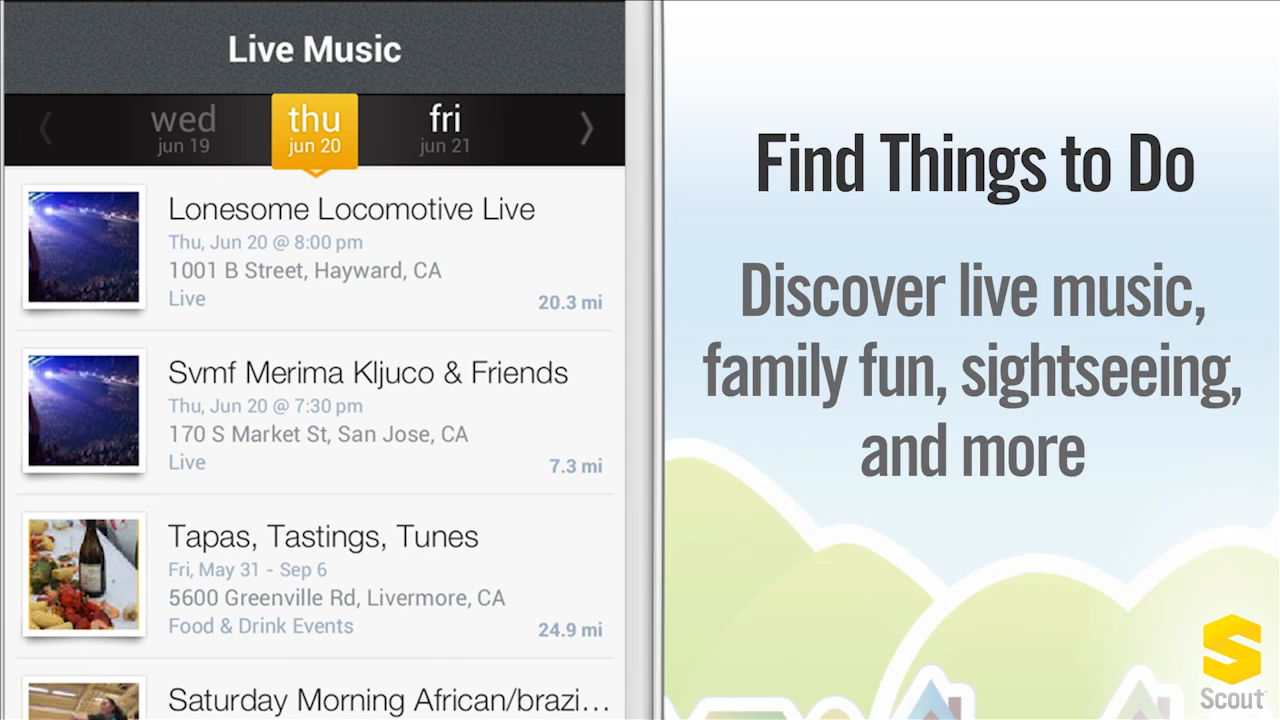 Live Music
wed
jun 19
thu
jun 20
fri
jun 21
Lonesome Locomotive Live
Thu, Jun 20 @ 8:00 pm
1001 B Street, Hayward, CA
Live
20.3 mi
Svmf Merima Kljuco & Friends
Thu, Jun 20 @ 7:30 pm
170 S Market St, San Jose, CA
Live
7.3 mi
Tapas, Tastings, Tunes
Fri, May 31 - Sep 6
5600 Greenville Rd, Livermore, CA
Food & Drink Events
24.9 mi
Saturday Morning African/brazi...
Find Things to Do
Discover live music,
family fun, sightseeing,
and more
Scout